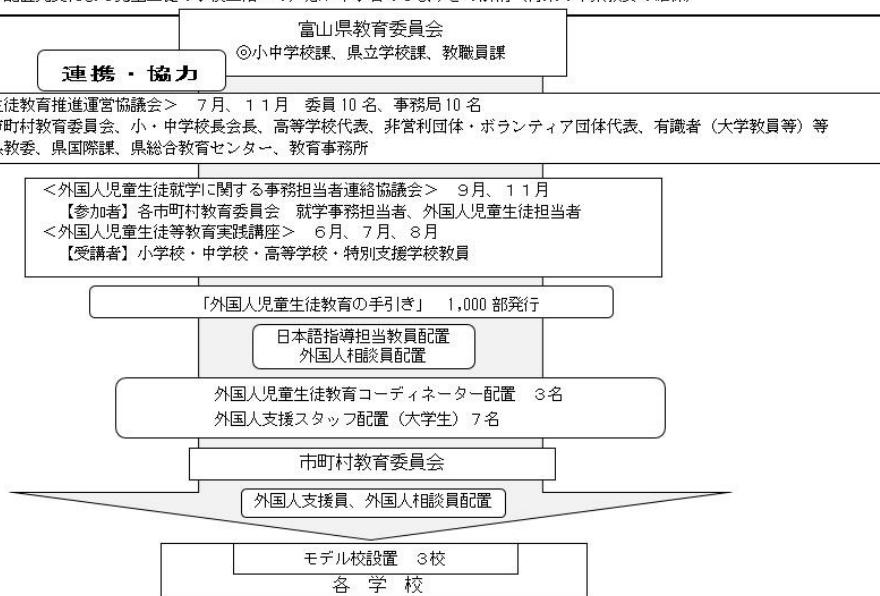 富山県教育委員会
◎小中学校課、県立学校課、教職員課
連携・協力
生徒教育推進運営協議会＞　7月、11月　委員10名、事務局10名
町村教育委員会、小・中学校長会長、高等学校代表、非営利団体・ボランティア団体代表、有識者（大学教員等）等
教委、県国際課、県総合教育センター、教育事務所
＜外国人児童生徒就学に関する事務担当者連絡協議会＞　9月、11月
【参加者】各市町村教育委員会　就学事務担当者、外国人児童生徒担当者
＜外国人児童生徒等教育実践講座＞　6月、7月、8月
【受講者】小学校・中学校・高等学校・特別支援学校教員
「外国人児童生徒教育の手引き」　1,000部発行
日本語指導担当教員配置
外国人相談員配置
外国人児童生徒教育コーディネーター配置　3名
外国人支援スタッフ配置（大学生）7名
市町村教育委員会
外国人支援員、外国人相談員配置
モデル校設置　3校
各　学　校